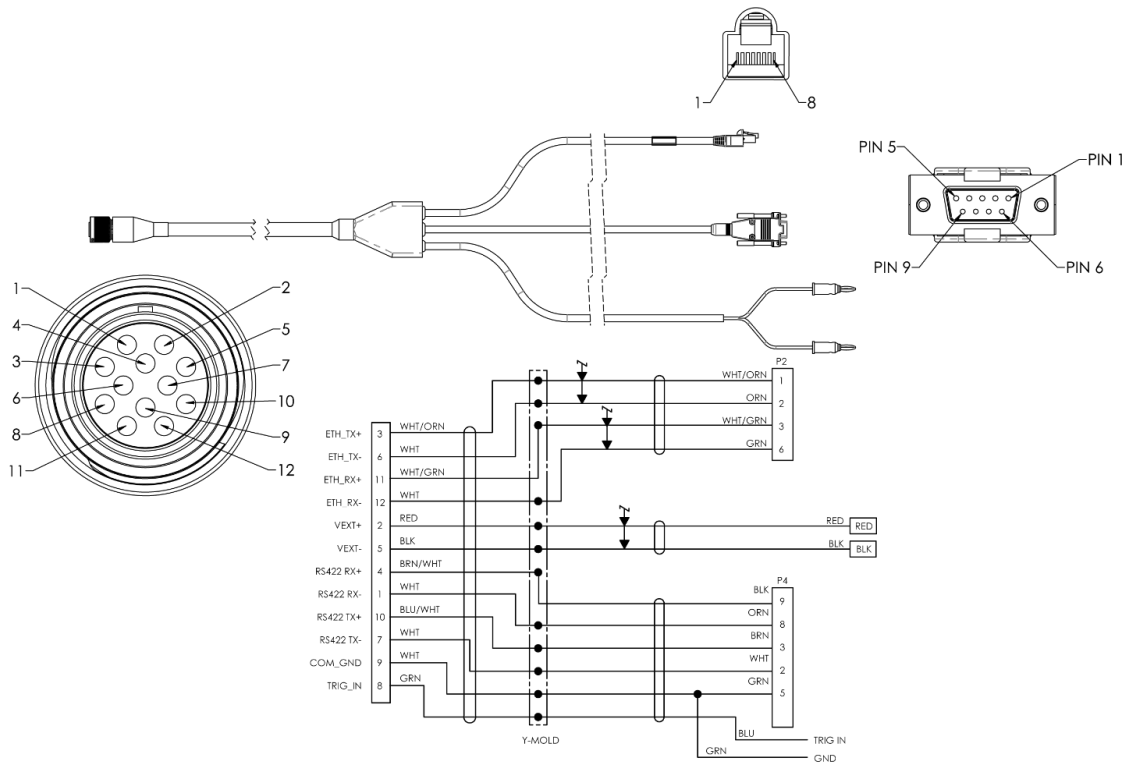 1
8
PIN 5
PIN 1
PIN 9
PIN 6
1
2
4
5
3
7
6
10
8
9
11
12
P2
WHT/ORN 1
ORN 2
WHT/GRN 3
GRN 6
ETH_TX+ 3 WHT/ORN
ETH_TX- 6 WHT
ETH_RX+ 11 WHT/GRN
ETH_RX- 12 WHT
VEXT+ 2 RED
VEXT- 5 BLK
RS422 RX+ 4 BRN/WHT
RS422 RX- 1 WHT
RS422 TX+ 10 BLU/WHT
RS422 TX- 7 WHT
COM_GND 9 WHT
TRIG_IN 8 GRN
RED RED
BLK BLK
P4
BLK 9
ORN 8
BRN 3
WHT 2
GRN 5
Y-MOLD
BLU TRIG IN
GRN GND